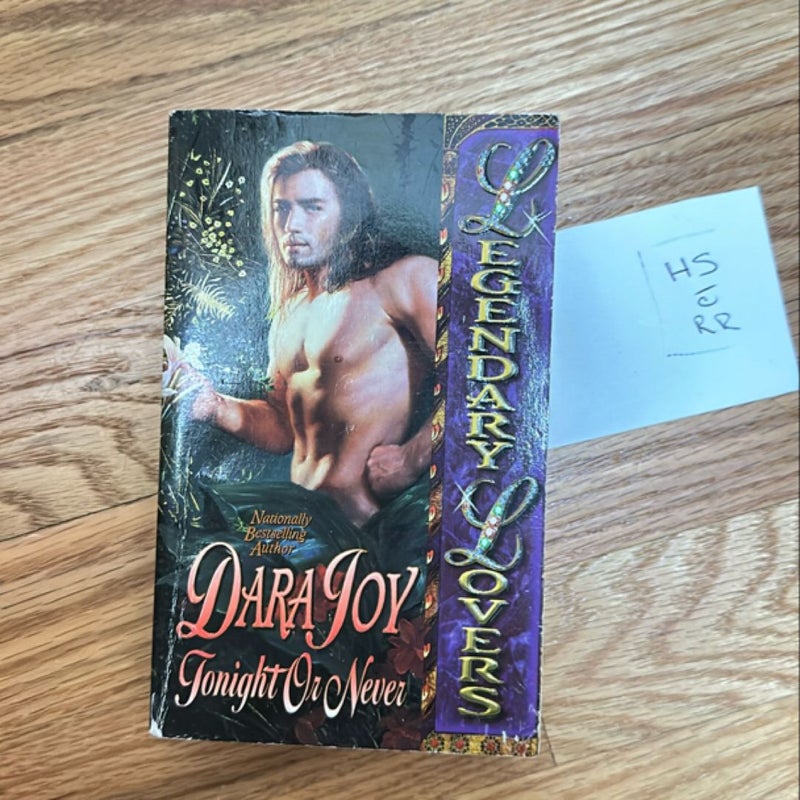 Nationally
Bestselling
Author
DARA JOY
Tonight Or Never
LEGENDARY
LOVERS
HS
c
RR